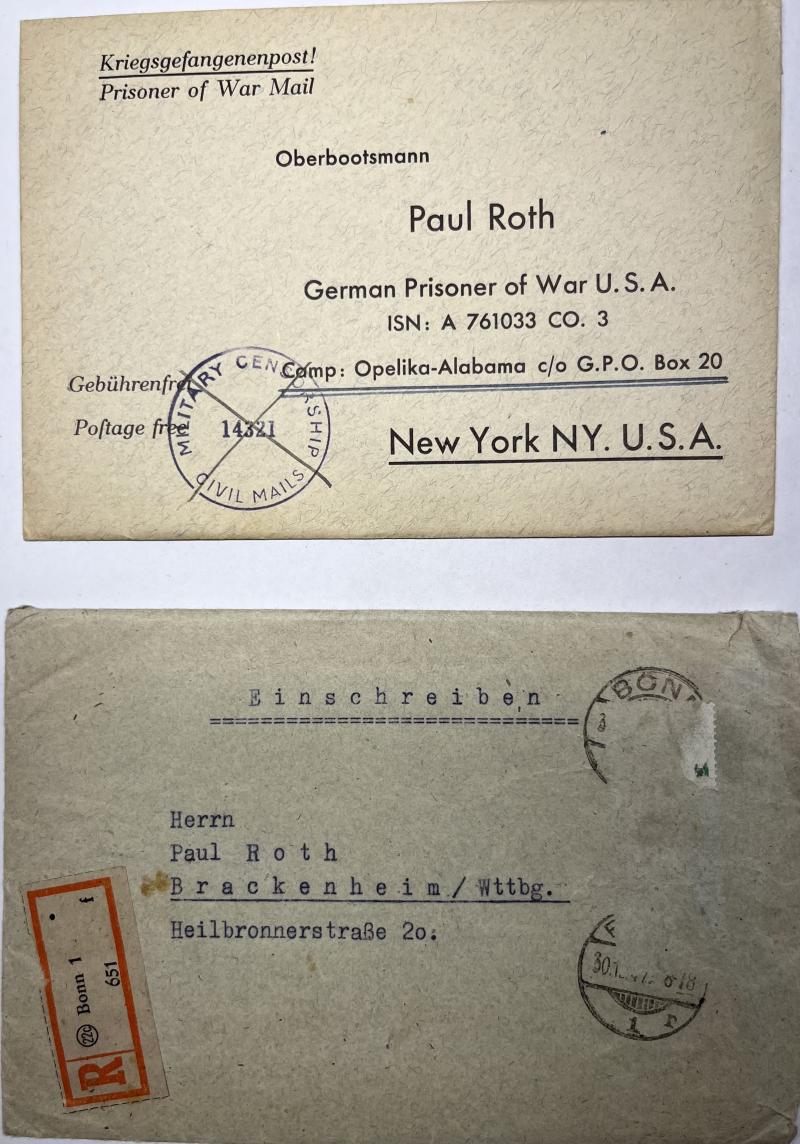 Kriegsgefangenenpost!
Prisoner of War Mail
Oberbootsmann
Paul Roth
German Prisoner of War U.S.A.
ISN: A 761033 CO. 3
Camp: Opelika-Alabama c/o G.P.O. Box 20
New York NY. U.S.A.
Gebührenfrei
Poſtage free
MILITARY CENSORSHIP
14321
CIVIL MAILS
Einschreiben
BONN
Herrn
Paul Roth
Brackenheim/Wttbg.
Heilbronnerstraße 2o.
R
22c Bonn 1 f
651
1 r